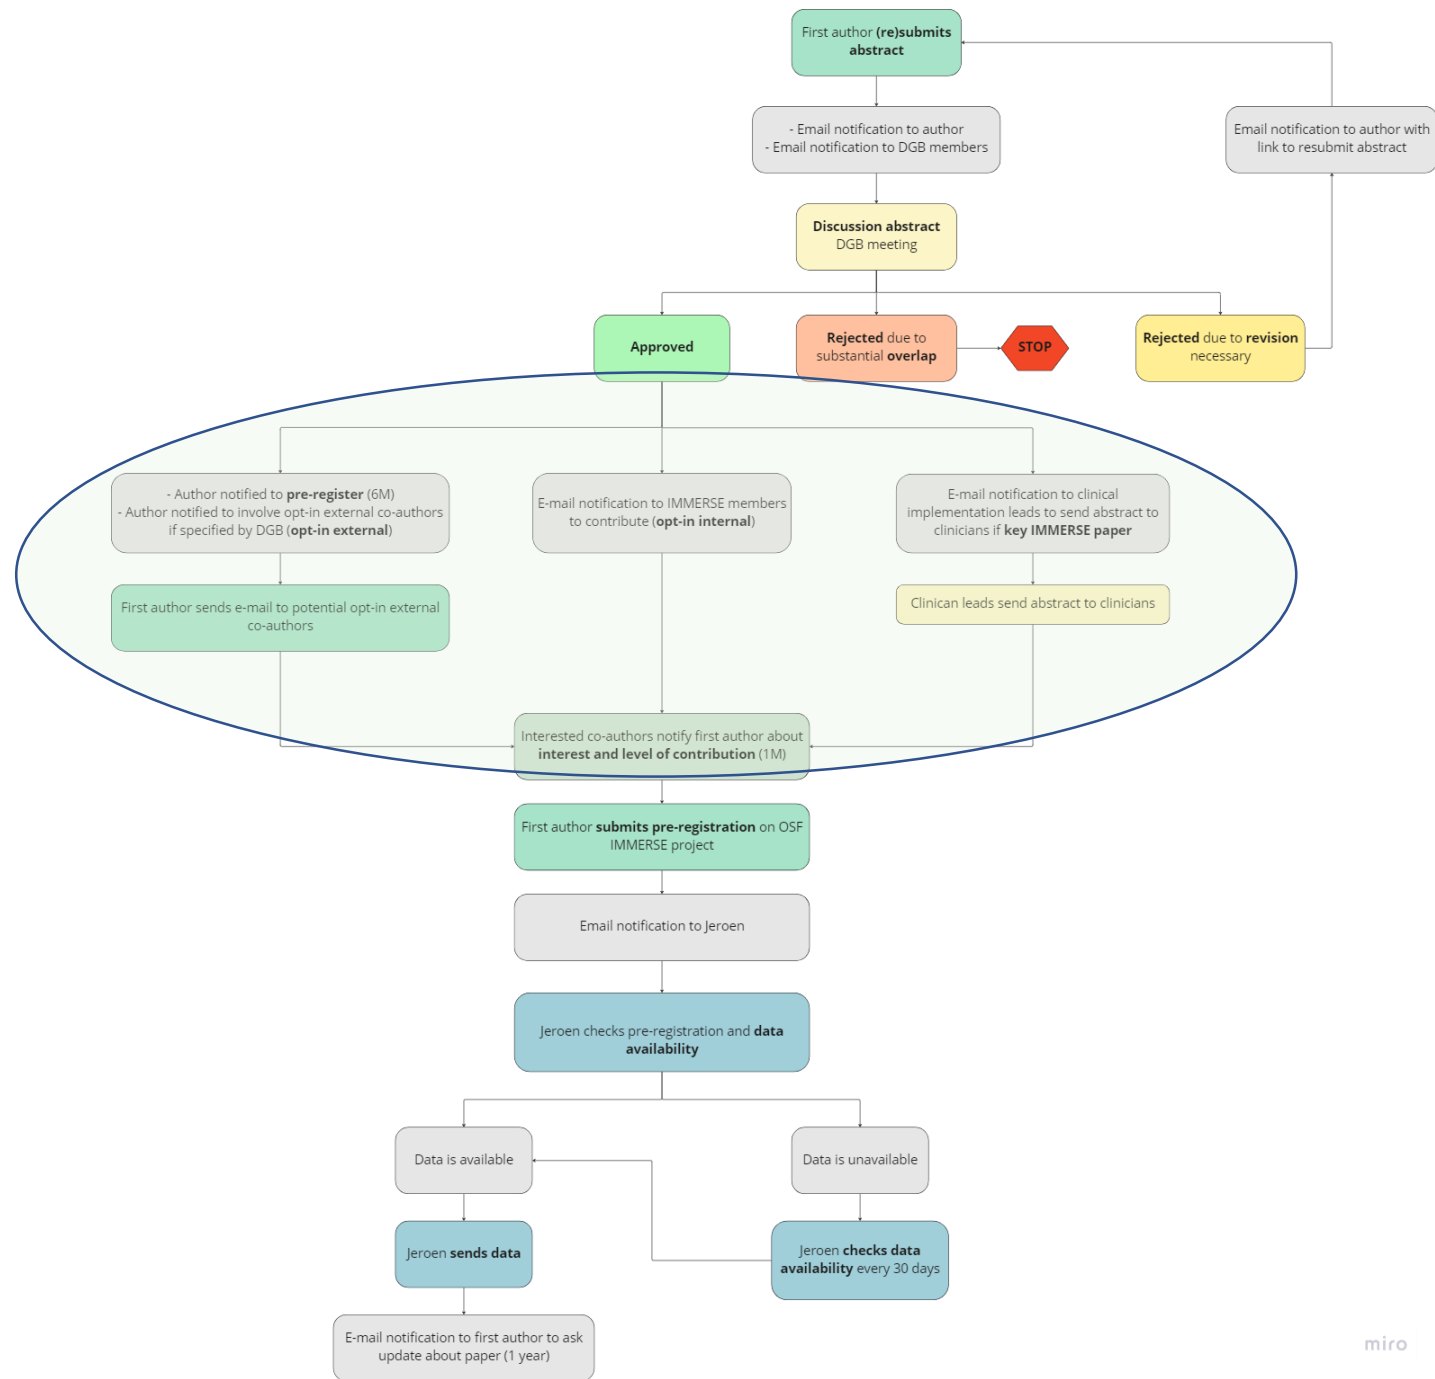 First author (re)submits
abstract
- Email notification to author
- Email notification to DGB members
Email notification to author with
link to resubmit abstract
Discussion abstract
DGB meeting
Approved
Rejected due to
substantial overlap
STOP
Rejected due to revision
necessary
- Author notified to pre-register (6M)
- Author notified to involve opt-in external co-authors
if specified by DGB (opt-in external)
E-mail notification to IMMERSE members
to contribute (opt-in internal)
E-mail notification to clinical
implementation leads to send abstract to
clinicians if key IMMERSE paper
First author sends e-mail to potential opt-in external
co-authors
Clinican leads send abstract to clinicians
Interested co-authors notify first author about
interest and level of contribution (1M)
First author submits pre-registration on OSF
IMMERSE project
Email notification to Jeroen
Jeroen checks pre-registration and data
availability
Data is available
Data is unavailable
Jeroen sends data
Jeroen checks data
availability every 30 days
E-mail notification to first author to ask
update about paper (1 year)
miro